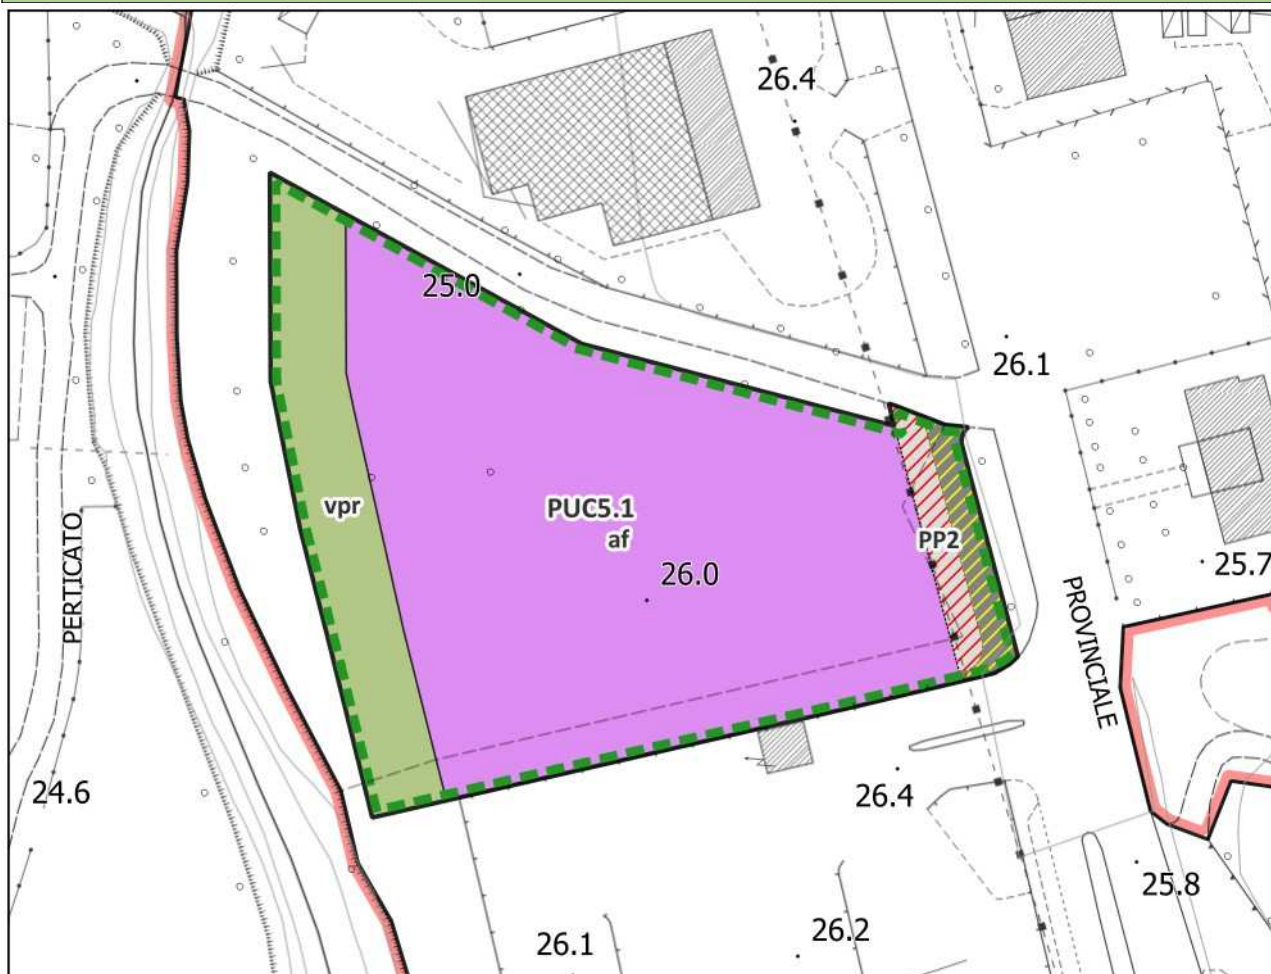 26.4
25.0
26.1
vpr
PUC5.1
af
PP2
26.0
25.7
PERTICATO
PROVINCIALE
24.6
26.4
25.8
26.1
26.2